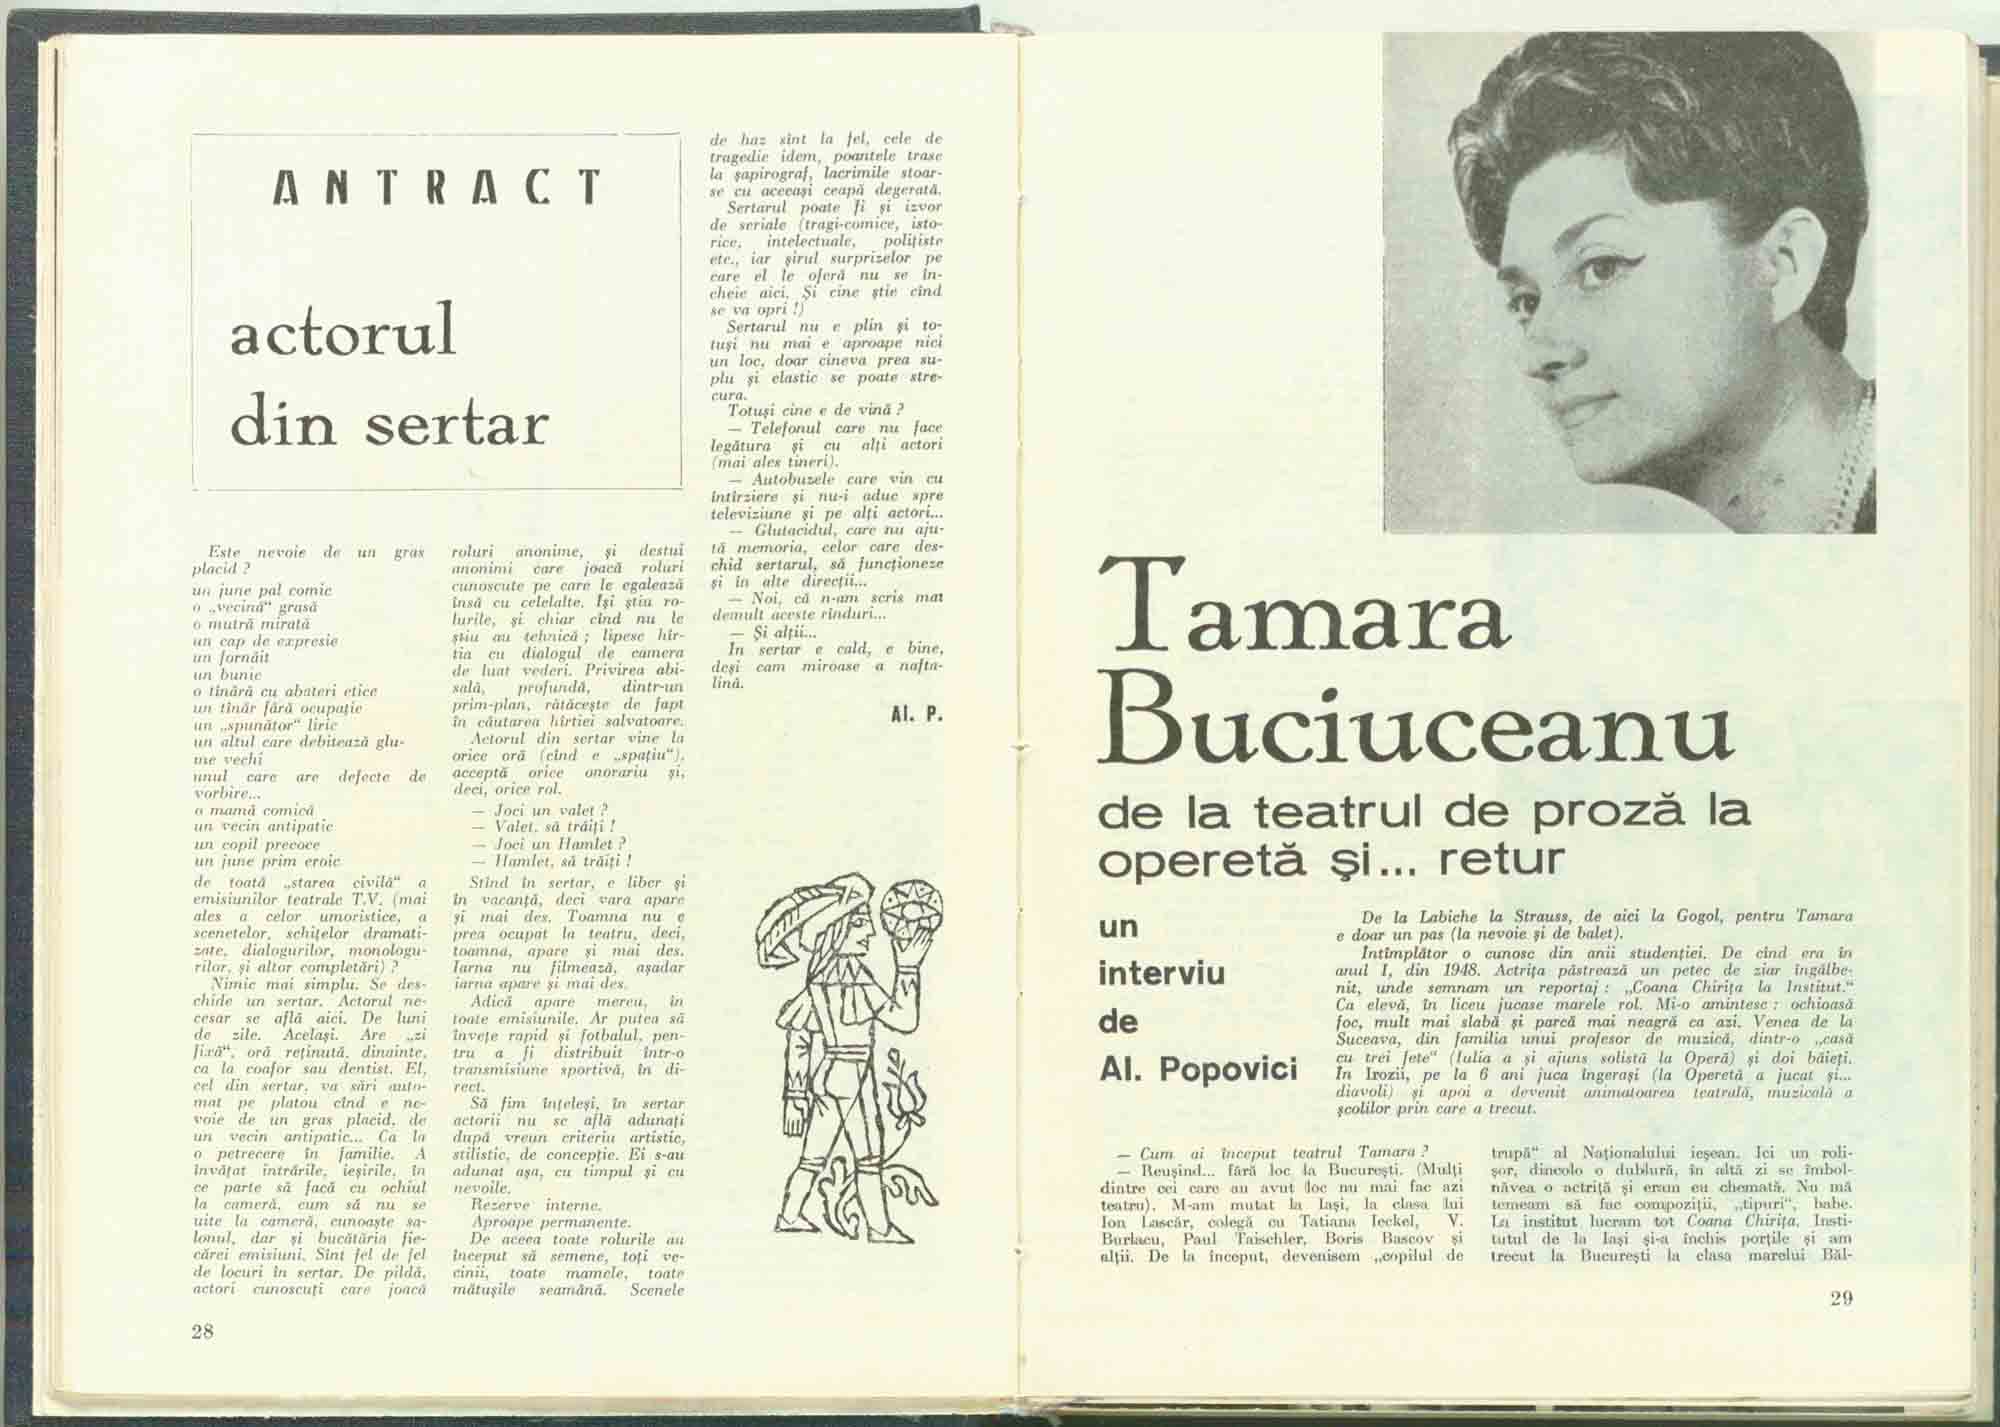 ANTRACT
actorul
din sertar
Este nevoie de un gras
placid ?
un june pal comic
o „vecină“ grasă
o mutră mirată
un cap de expresie
un fornăit
un bunic
o tînără cu abateri etice
un tînăr fără ocupaţie
un „spunător“ liric
un altul care debitează glu-
me vechi
unul care are defecte de
vorbire...
o mamă comică
un vecin antipatic
un copil precoce
un june prim eroic
de toată „starea civilă“ a
emisiunilor teatrale T.V. (mai
ales a celor umoristice, a
scenetelor, schiţelor dramati-
zate, dialogurilor, monologu-
rilor, şi altor completări) ?
Nimic mai simplu. Se des-
chide un sertar. Actorul ne-
cesar se află aici. De luni
de zile. Acelaşi. Are „zi
fixă“, oră reţinută, dinainte,
ca la coafor sau dentist. El,
cel din sertar, va sări auto-
mat pe platou cînd e ne-
voie de un gras placid, de
un vecin antipatic... Ca la
o petrecere în familie. A
învăţat intrările, ieşirile, în
ce parte să facă cu ochiul
la cameră, cum să nu se
uite la cameră, cunoaşte sa-
lonul, dar şi bucătăria fie-
cărei emisiuni. Sînt fel de fel
de locuri în sertar. De pildă,
actori cunoscuţi care joacă
roluri anonime, şi destui
anonimi care joacă roluri
cunoscute pe care le egalează
însă cu celelalte. Işi ştiu ro-
lurile, şi chiar cînd nu le
ştiu au tehnică ; lipesc hîr-
tia cu dialogul de camera
de luat vederi. Privirea abi-
sală, profundă, dintr-un
prim-plan, rătăceşte de fapt
în căutarea hîrtiei salvatoare.
Actorul din sertar vine la
orice oră (cînd e „spaţiu“),
acceptă orice onorariu şi,
deci, orice rol.
— Joci un valet ?
— Valet, să trăiţi !
— Joci un Hamlet ?
— Hamlet, să trăiţi !
Stînd în sertar, e liber şi
în vacanţă, deci vara apare
şi mai des. Toamna nu e
prea ocupat la teatru, deci,
toamna, apare şi mai des.
Iarna nu filmează, aşadar
iarna apare şi mai des.
Adică apare mereu, în
toate emisiunile. Ar putea să
înveţe rapid şi fotbalul, pen-
tru a fi distribuit într-o
transmisiune sportivă, în di-
rect.
Să fim înţeleşi, în sertar
actorii nu se află adunaţi
după vreun criteriu artistic,
stilistic, de concepţie. Ei s-au
adunat aşa, cu timpul şi cu
nevoile.
Rezerve interne.
Aproape permanente.
De aceea toate rolurile au
început să semene, toţi ve-
cinii, toate mamele, toate
mătuşile seamănă. Scenele
de haz sînt la fel, cele de
tragedie idem, poantele trase
la şapirograf, lacrimile stoar-
se cu aceeaşi ceapă degerată.
Sertarul poate fi şi izvor
de seriale (tragi-comice, isto-
rice, intelectuale, poliţiste
etc., iar şirul surprizelor pe
care el le oferă nu se în-
cheie aici. Şi cine ştie cînd
se va opri !)
Sertarul nu e plin şi to-
tuşi nu mai e aproape nici
un loc, doar cineva prea su-
plu şi elastic se poate stre-
cura.
Totuşi cine e de vină ?
— Telefonul care nu face
legătura şi cu alţi actori
(mai ales tineri).
— Autobuzele care vin cu
întîrziere şi nu-i aduc spre
televiziune şi pe alţi actori...
— Glutacidul, care nu aju-
tă memoria, celor care des-
chid sertarul, să funcţioneze
şi în alte direcţii...
— Noi, că n-am scris mai
demult aceste rînduri...
— Şi alţii...
In sertar e cald, e bine,
deşi cam miroase a nafta-
lină.
Al. P.
28
Tamara
Buciuceanu
de la teatrul de proză la
operetă şi... retur
un
interviu
de
Al. Popovici
De la Labiche la Strauss, de aici la Gogol, pentru Tamara
e doar un pas (la nevoie şi de balet).
Intîmplător o cunosc din anii studenţiei. De cînd era în
anul I, din 1948. Actriţa păstrează un petec de ziar îngălbe-
nit, unde semnam un reportaj : „Coana Chiriţa la Institut.“
Ca elevă, în liceu jucase marele rol. Mi-o amintesc : ochioasă
foc, mult mai slabă şi parcă mai neagră ca azi. Venea de la
Suceava, din familia unui profesor de muzică, dintr-o „casă
cu trei fete“ (Iulia a şi ajuns solistă la Operă) şi doi băieţi.
In Irozii, pe la 6 ani juca îngeraşi (la Operetă a jucat şi...
diavoli) şi apoi a devenit animatoarea teatrală, muzicală a
şcolilor prin care a trecut.
— Cum ai început teatrul Tamara ?
— Reuşind... fără loc la Bucureşti. (Mulţi
dintre cei care au avut loc nu mai fac azi
teatru). M-am mutat la Iaşi, la clasa lui
Ion Lascăr, colegă cu Tatiana Ieckel, V.
Burlacu, Paul Taischler, Boris Bascov şi
alţii. De la început, devenisem „copilul de
trupă“ al Naţionalului ieşean. Ici un roli-
şor, dincolo o dublură, în altă zi se îmbol-
năvea o actriţă şi eram eu chemată. Nu mă
temeam să fac compoziţii, „tipuri“, babe.
La institut lucram tot Coana Chiriţa. Insti-
tutul de la Iaşi şi-a închis porţile şi am
trecut la Bucureşti la clasa marelui Băl-
29